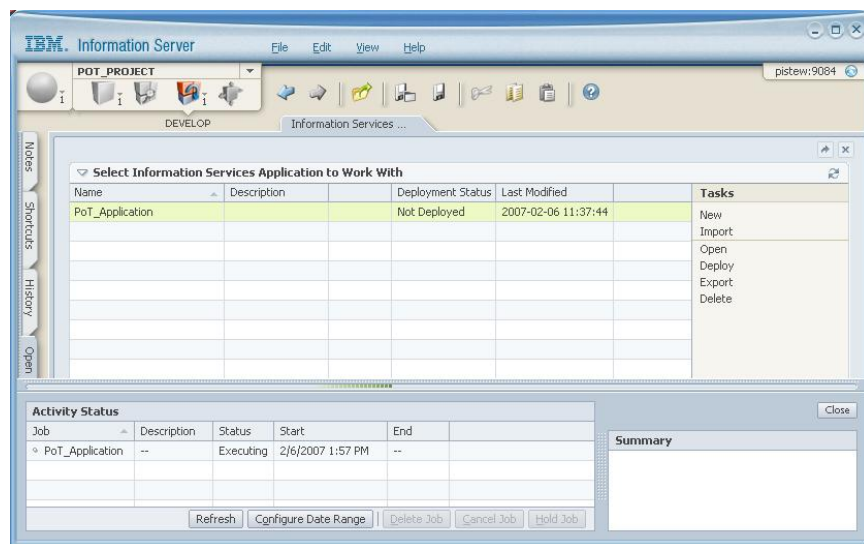 IBM. Information Server File Edit View Help
POT_PROJECT
pistew:9084
DEVELOP
Information Services ...
Notes
Shortcuts
History
Open
Select Information Services Application to Work With
Name Description Deployment Status Last Modified
PoT_Application Not Deployed 2007-02-06 11:37:44
Tasks
New
Import
Open
Deploy
Export
Delete
Activity Status
Close
Job Description Status Start End
PoT_Application -- Executing 2/6/2007 1:57 PM --
Summary
Refresh Configure Date Range Delete Job Cancel Job Hold Job